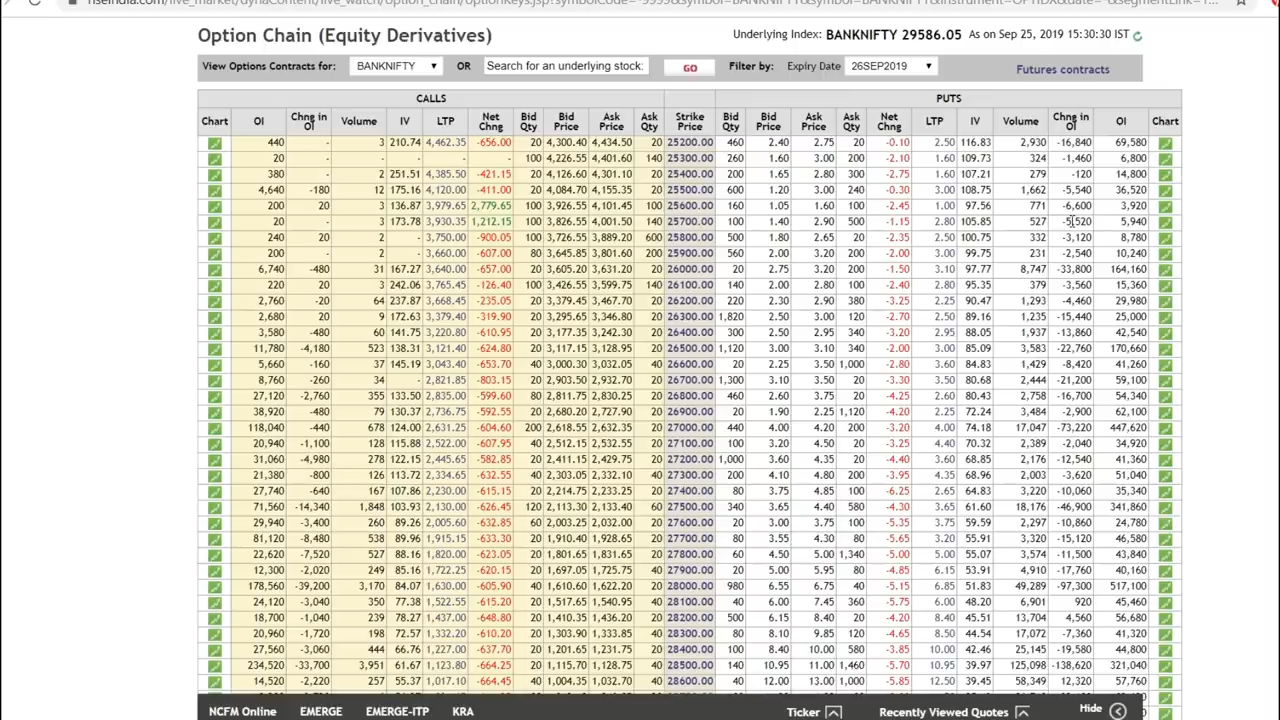 Option Chain (Equity Derivatives)
Underlying Index: BANKNIFTY 29586.05 As on Sep 25, 2019 15:30:30 IST
View Options Contracts for: BANKNIFTY OR Search for an underlying stock: GO Filter by: Expiry Date 26SEP2019 Futures contracts
CALLS PUTS
Chart OI Chng in OI Volume IV LTP Net Chng Bid Qty Bid Price Ask Price Ask Qty Strike Price Bid Qty Bid Price Ask Price Ask Qty Net Chng LTP IV Volume Chng in OI OI Chart
440 - 3 210.74 4,462.35 -656.00 20 4,300.40 4,434.50 20 25200.00 460 2.40 2.75 20 -0.10 2.50 116.83 2,930 -16,840 69,580
20 - - - - - 100 4,226.55 4,401.60 140 25300.00 260 1.60 3.00 200 -2.10 1.60 109.73 324 -1,460 6,800
380 - 2 251.51 4,385. -421.15 20 4,126.60 4,301.10 20 25400.00 200 1.65 2.80 300 -2.75 1.60 107.21 279 -120 14,800
4,640 -180 12 175.16 4,120.00 -411.00 20 4,084.70 4,155.35 20 25500.00 600 1.20 3.00 240 -0.30 3.00 108.75 1,662 -5,540 36,520
200 20 3 136.87 3,979.65 2,779.65 100 3,926.55 4,101.45 100 25600.00 160 1.05 1.60 100 -2.45 1.00 97.56 771 -6,600 3,920
20 - 3 173.78 3,930.35 1,212.15 100 3,826.55 4,001.50 140 25700.00 100 1.40 2.90 500 -1.15 2.80 105.85 527 5,940
240 20 2 - 3,750.00 -900.05 100 3,726.55 3,889.20 600 25800.00 500 1.80 2.65 20 -2.35 2.50 100.75 332 -3,120 8,780
200 - 2 - 3,660.00 -607.00 80 3,645.85 3,801.60 200 25900.00 560 2.00 3.20 200 -2.00 3.00 99.75 231 -2,540 10,240
6,740 -480 31 167.27 3,640.00 -657.00 20 3,605.20 3,631.20 20 26000.00 20 2.75 3.20 200 -1.50 3.10 97.77 8,747 -33,800 164,160
220 20 3 242.06 3,765. -126.40 100 3,426.55 3,599.75 140 26100.00 140 2.00 2.80 100 -2.40 2.80 95.35 379 -3,560 15,360
2,760 -20 64 237.87 3,668.45 -235.05 20 3,379.45 3,467.70 20 26200.00 220 2.30 2.90 380 -3.25 2.25 90.47 1,293 -4,460 29,980
2,680 20 9 172.63 3,379.40 -319.90 20 3,295.65 3,346.80 20 26300.00 1,820 2.50 3.00 120 -2.70 2.50 89.16 1,235 -15,440 25,000
3,580 -480 60 141.75 3,220.80 -610.95 20 3,177.35 3,242.30 20 26400.00 300 2.50 2.95 340 -3.20 2.95 88.05 1,937 -13,860 42,540
11,780 -4,180 523 138.31 3,121.40 -624.80 20 3,117.15 3,128.95 20 26500.00 1,120 3.00 3.10 340 -2.00 3.00 85.09 3,583 -22,760 170,660
5,660 -160 37 145.19 3,043.40 -653.70 40 3,000.30 3,032.05 40 26600.00 20 2.25 3.50 1,000 -2.80 3.60 84.83 1,429 -8,420 41,260
8,760 -260 34 - 2,821.85 -803.15 20 2,903.50 2,932.70 20 26700.00 1,300 3.10 3.50 20 -3.30 3.50 80.68 2,444 -21,200 59,100
27,120 -2,760 355 133.50 2,835.00 -599.60 80 2,811.75 2,830.25 20 26800.00 460 2.60 3.75 20 -4.25 2.60 80.43 2,758 -16,700 54,340
38,920 -480 79 130.37 2,736.75 -592.55 20 2,680.20 2,727.90 20 26900.00 20 1.90 2.25 1,120 -4.20 2.25 72.24 3,484 -2,900 62,100
118,040 -440 678 124.00 2,631.25 -604.60 200 2,618.55 2,632.35 20 27000.00 440 4.00 4.20 200 -3.20 4.00 74.18 17,047 -73,220 447,620
20,940 -1,100 128 115.88 2,522.00 -607.95 40 2,512.15 2,532.55 20 27100.00 100 3.20 4.50 20 -3.25 4.40 70.32 2,389 -2,040 34,920
31,060 -4,980 278 122.15 2,445. -582.85 20 2,411.15 2,429.75 20 27200.00 1,000 3.60 4.35 20 -4.40 3.60 68.85 2,176 -12,540 41,360
21,380 -800 126 113.72 2,334. -632.55 40 2,303.05 2,332.10 40 27300.00 200 4.10 4.80 200 -3.95 4.35 68.96 2,003 -3,620 51,040
27,740 -640 167 107.86 2,230.00 -615.15 20 2,214.75 2,233.25 20 27400.00 80 3.75 4.85 100 -6.25 2.65 64.83 3,220 -10,060 35,340
71,560 -14,340 1,848 103.93 2,130.00 -626.45 120 2,113.30 2,133.40 60 27500.00 340 3.65 4.40 580 -4.30 3.65 61.60 18,176 -46,900 341,860
29,940 -3,400 260 89.26 2,005.60 -632.85 60 2,003.25 2,032.00 20 27600.00 20 3.00 3.75 100 -5.35 3.75 59.59 2,297 -10,860 24,780
81,120 -8,480 538 89.96 1,915. -633.30 20 1,910.40 1,928.65 20 27700.00 80 3.55 4.30 80 -5.65 3.20 55.91 3,320 -15,120 46,580
22,620 -7,520 527 88.16 1,820.00 -623.05 20 1,801.65 1,831.65 20 27800.00 60 4.50 5.00 1,340 -5.00 5.00 55.07 3,574 -11,500 43,840
12,300 -2,020 249 85.16 1,722. -620.15 20 1,697.05 1,725.75 40 27900.00 20 5.00 5.95 80 -4.85 6.15 53.91 4,910 -17,760 40,160
178,560 -39,200 3,170 84.07 1,630.00 -605.90 40 1,610.60 1,622.20 40 28000.00 980 6.55 6.75 40 -5.15 6.35 51.83 49,289 -97,300 517,100
24,120 -3,040 350 77.38 1,522. -615.20 20 1,517.65 1,540.95 40 28100.00 40 6.00 7.45 360 -5.75 6.00 48.20 6,901 920 45,460
18,700 -1,040 239 78.27 1,437. -648.80 20 1,410.35 1,436.20 20 28200.00 500 6.15 8.40 20 -4.20 8.40 45.51 13,704 4,560 56,680
20,960 -1,720 198 72.57 1,332.20 -610.20 20 1,303.90 1,333.85 40 28300.00 80 8.10 9.85 120 -4.65 8.50 44.54 17,022 -7,360 41,320
27,560 -3,060 444 66.76 1,227.00 -637.70 20 1,201.65 1,231.75 20 28400.00 100 8.40 10.00 580 -3.85 10.00 42.46 25,145 -19,580 44,800
234,520 -33,700 3,951 61.67 1,123.80 -664.25 20 1,115.70 1,128.75 40 28500.00 140 10.95 11.00 1,460 -5.70 10.95 39.97 125,098 -138,620 321,040
14,520 -2,220 257 55.37 1,017. -664.45 20 1,004.35 1,032.70 40 28600.00 40 12.00 13.00 1,000 -5.85 12.50 39.45 58,349 12,320 57,760
NCFM Online EMERGE EMERGE-ITP KRA Ticker Recently Viewed Quotes Hide